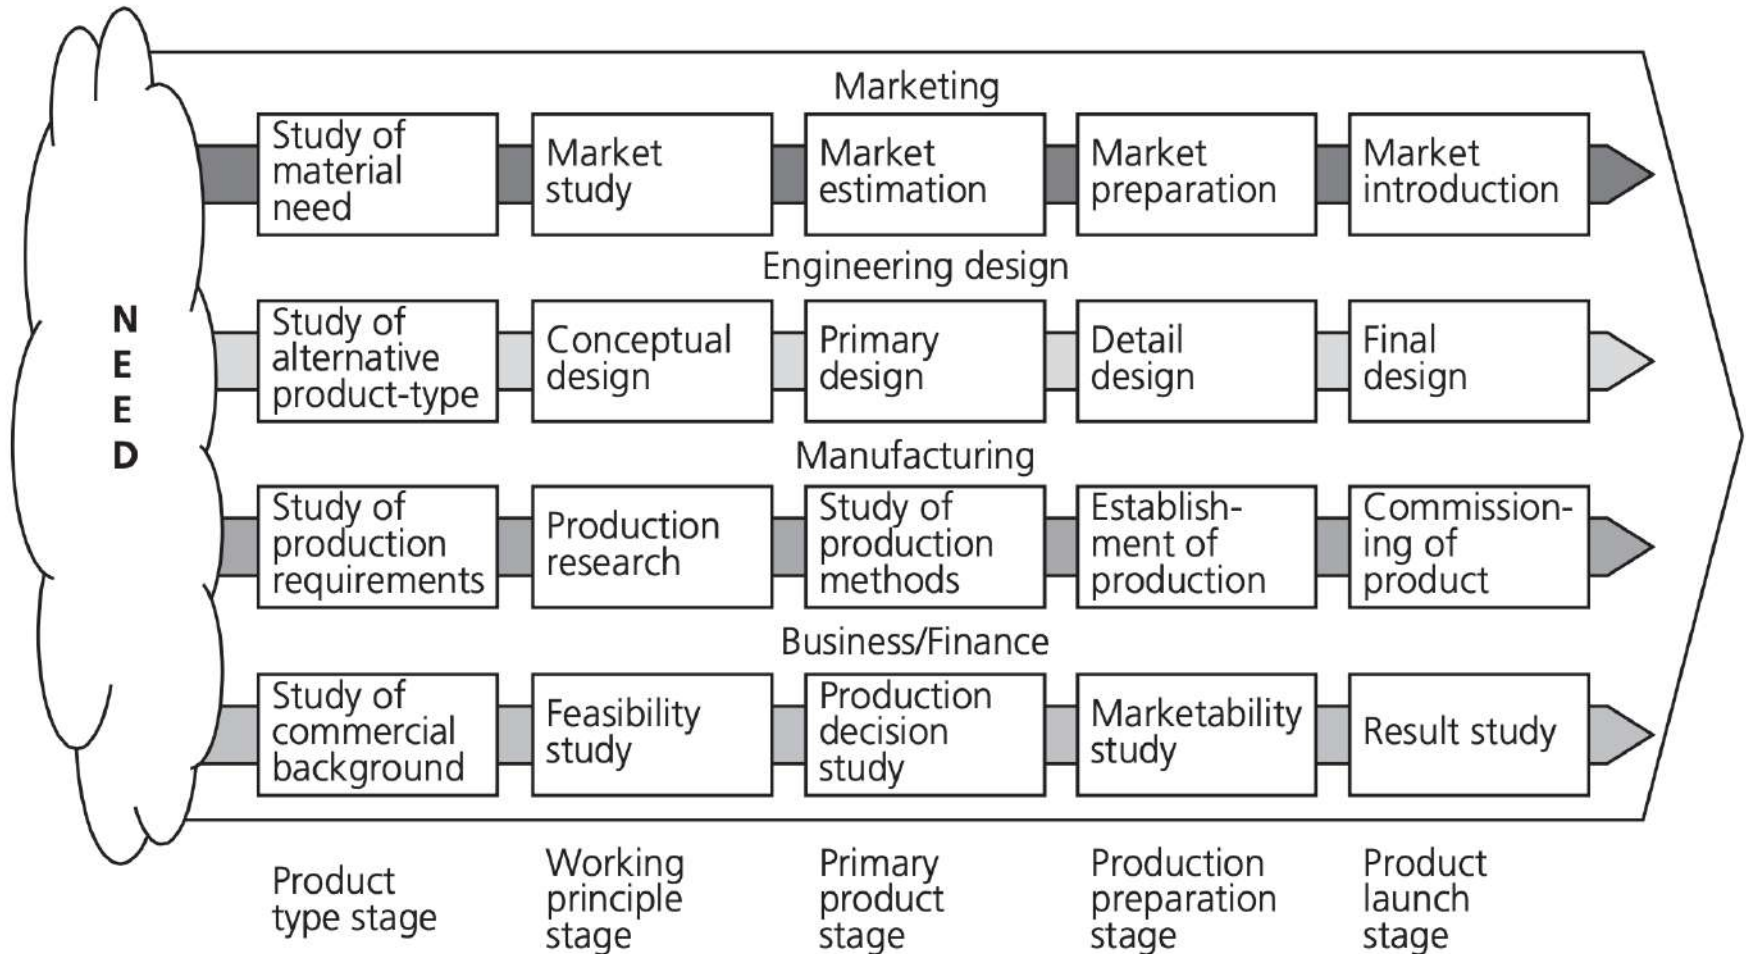 Marketing
Study of
material
need
Market
study
Market
estimation
Market
preparation
Market
introduction
Engineering design
Study of
alternative
product-type
Conceptual
design
Primary
design
Detail
design
Final
design
N
E
E
D
Manufacturing
Study of
production
requirements
Production
research
Study of
production
methods
Establish-
ment of
production
Commission-
ing of
product
Business/Finance
Study of
commercial
background
Feasibility
study
Production
decision
study
Marketability
study
Result study
Product
type stage
Working
principle
stage
Primary
product
stage
Production
preparation
stage
Product
launch
stage